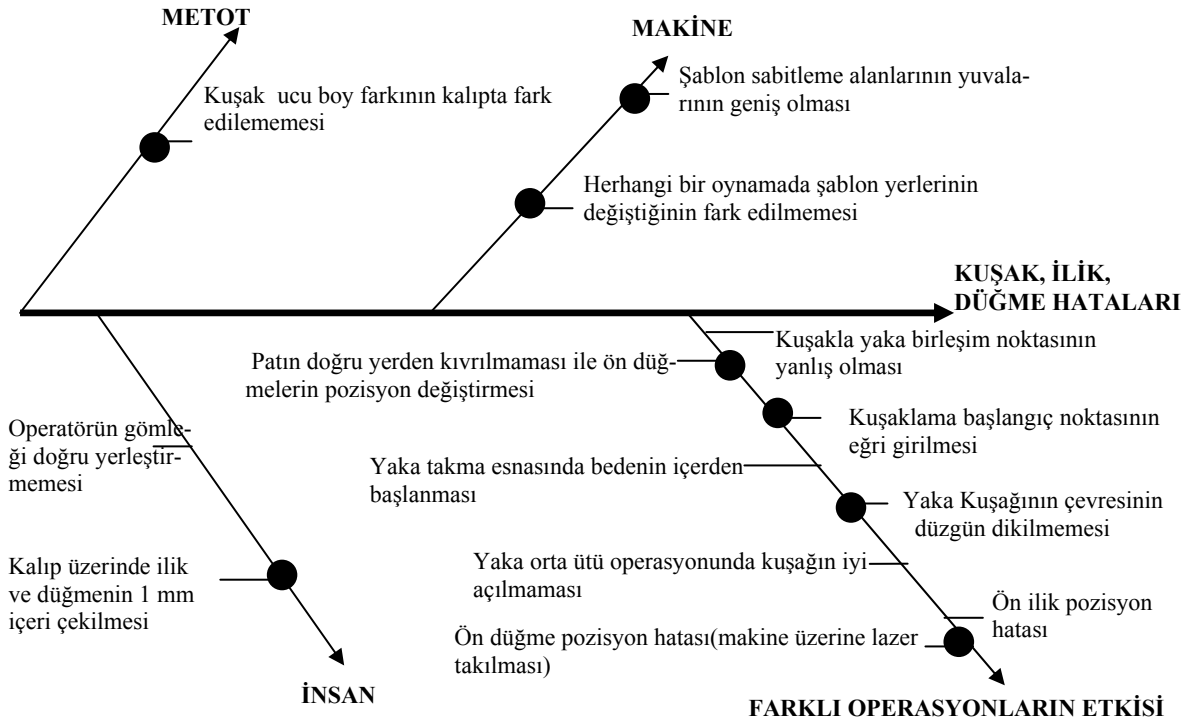 METOT
Kuşak ucu boy farkının kalıpta fark
edilememesi
MAKİNE
Şablon sabitleme alanlarının yuvala-
rının geniş olması
Herhangi bir oynamada şablon yerlerinin
değiştiğinin fark edilmemesi
KUŞAK, İLİK,
DÜĞME HATALARI
Kuşakla yaka birleşim noktasının
yanlış olması
Patın doğru yerden kıvrılmaması ile ön düğ-
melerin pozisyon değiştirmesi
Kuşaklama başlangıç noktasının
eğri girilmesi
Operatörün gömle-
ği doğru yerleştir-
memesi
Yaka takma esnasında bedenin içerden
başlanması
Yaka Kuşağının çevresinin
düzgün dikilmemesi
Kalıp üzerinde ilik
ve düğmenin 1 mm
içeri çekilmesi
Yaka orta ütü operasyonunda kuşağın iyi
açılmaması
Ön ilik pozisyon
hatası
Ön düğme pozisyon hatası(makine üzerine lazer
takılması)
İNSAN
FARKLI OPERASYONLARIN ETKİSİ